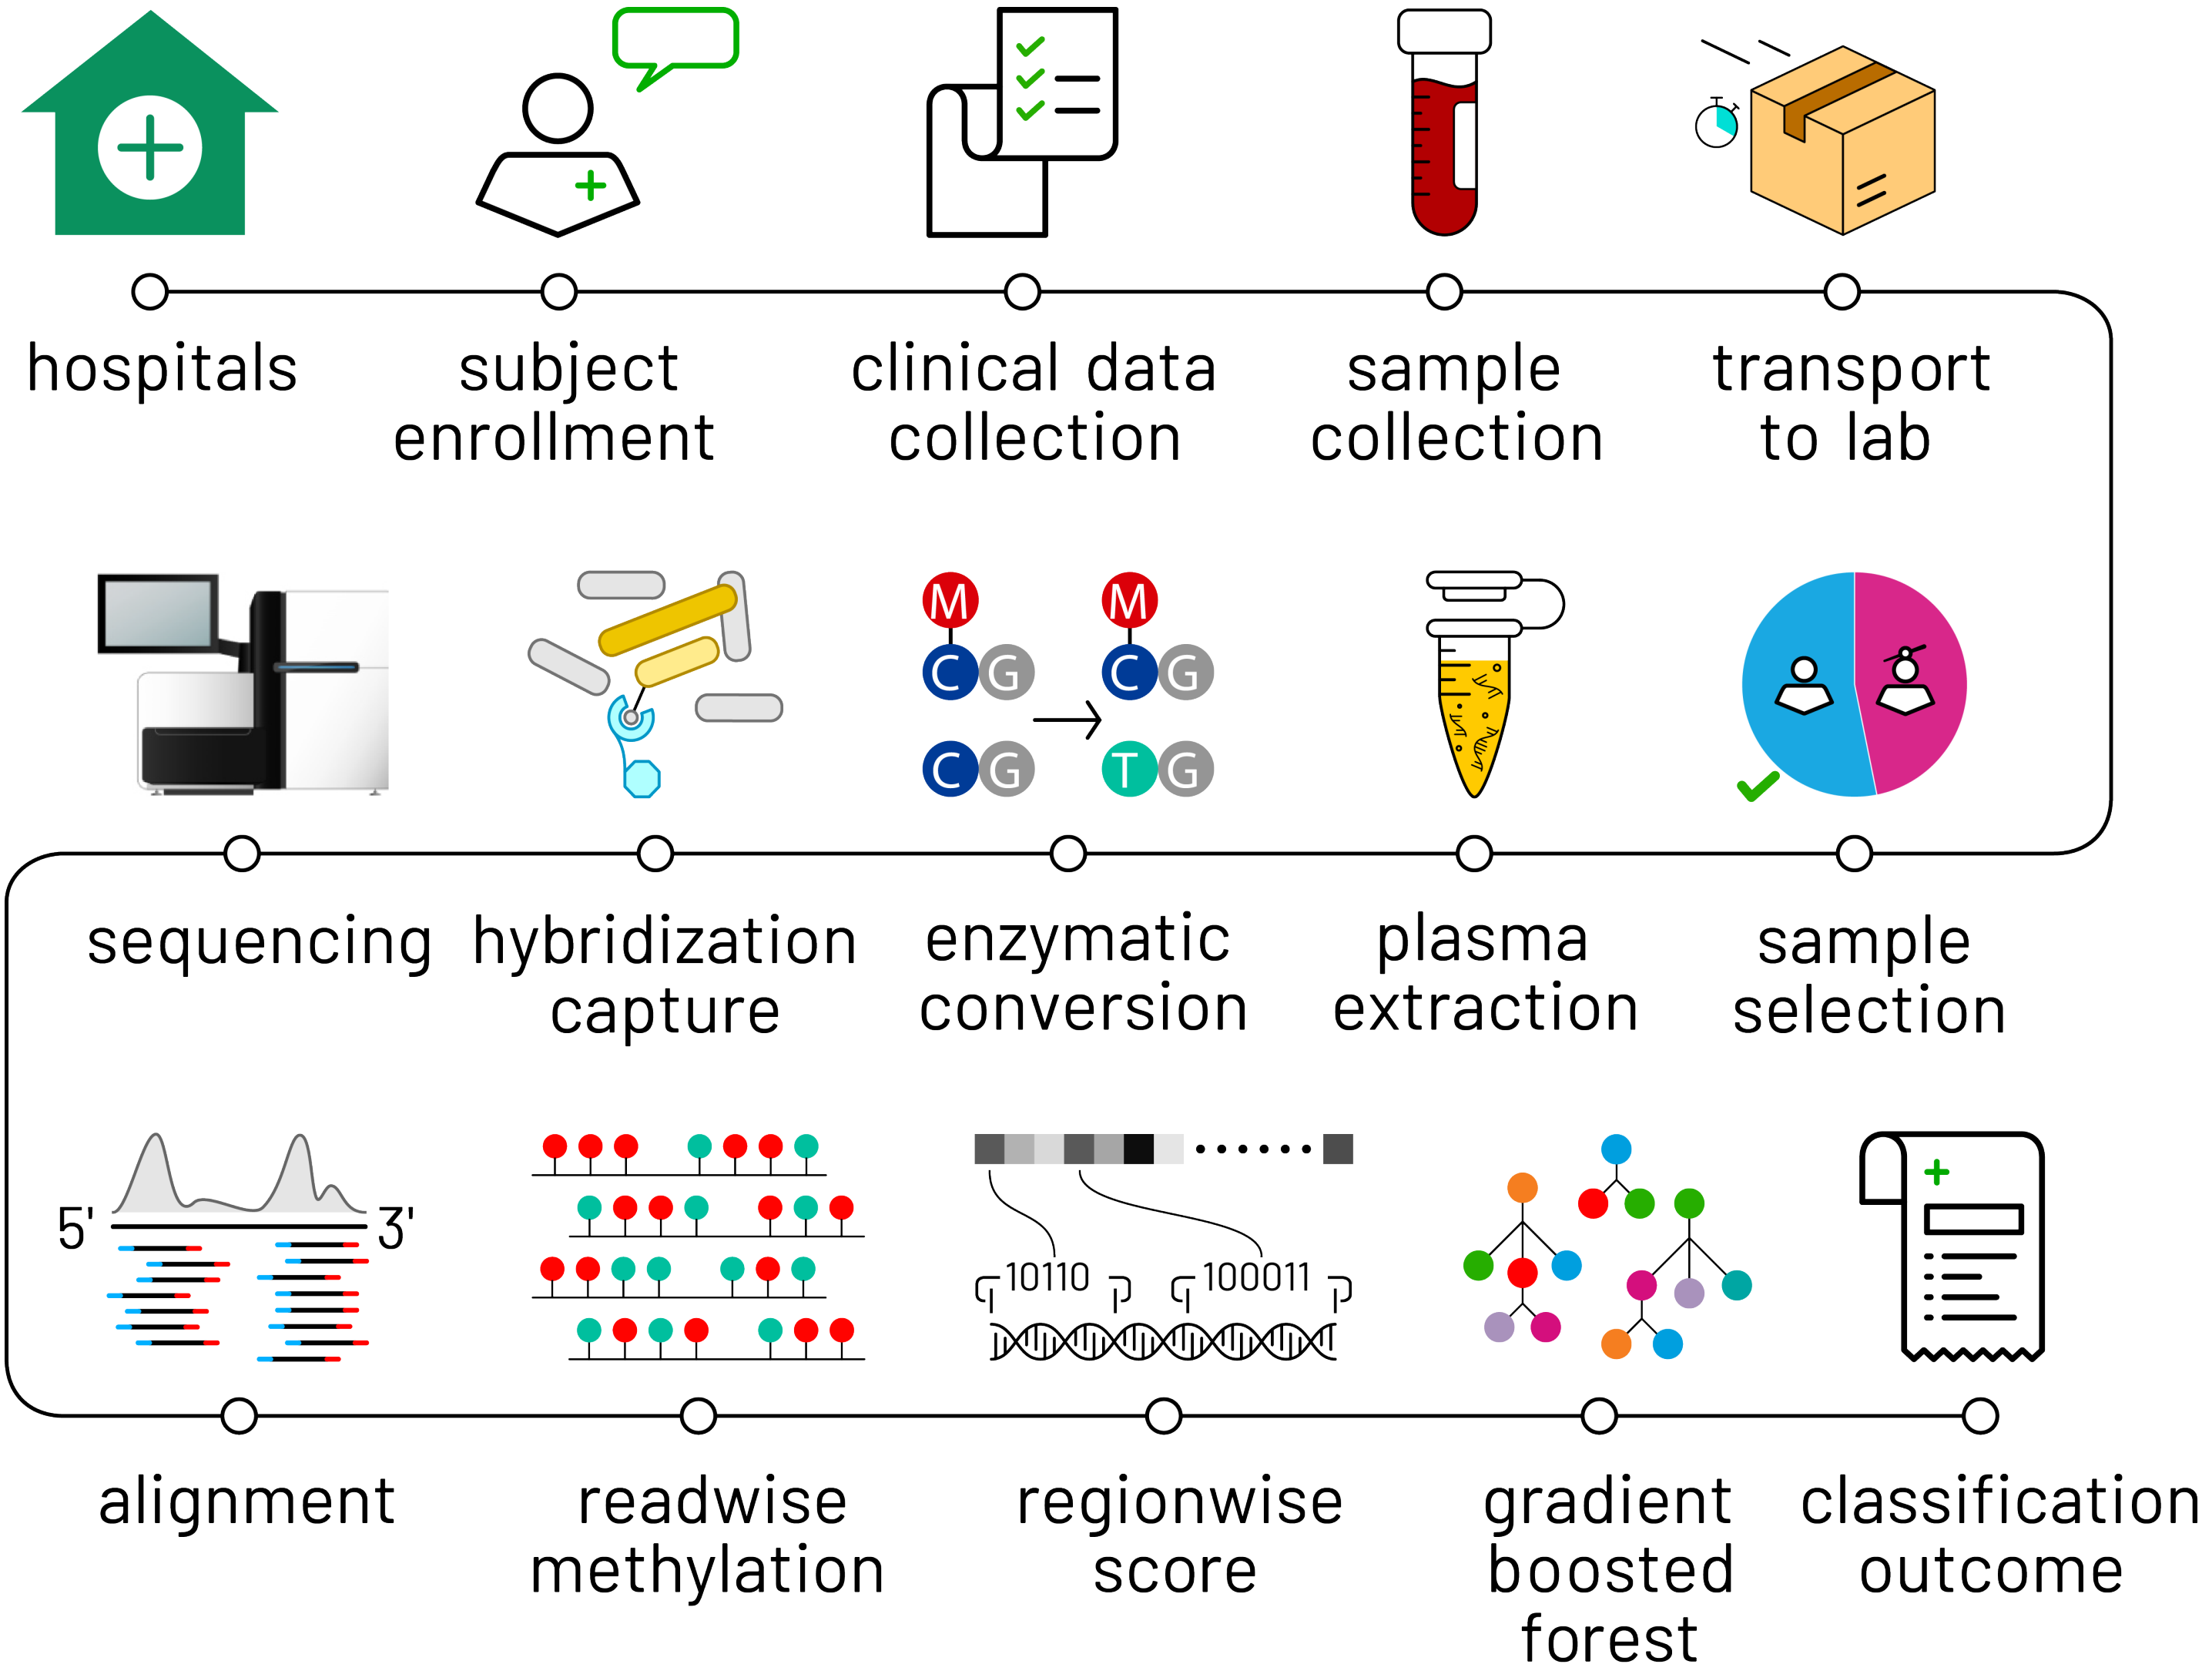 hospitals
subject
enrollment
clinical data
collection
sample
collection
transport
to lab
M
M
C G
C G
C G
T G
sequencing
hybridization
capture
enzymatic
conversion
plasma
extraction
sample
selection
5' 3'
10110
100011
alignment
readwise
methylation
regionwise
score
gradient
boosted
forest
classification
outcome